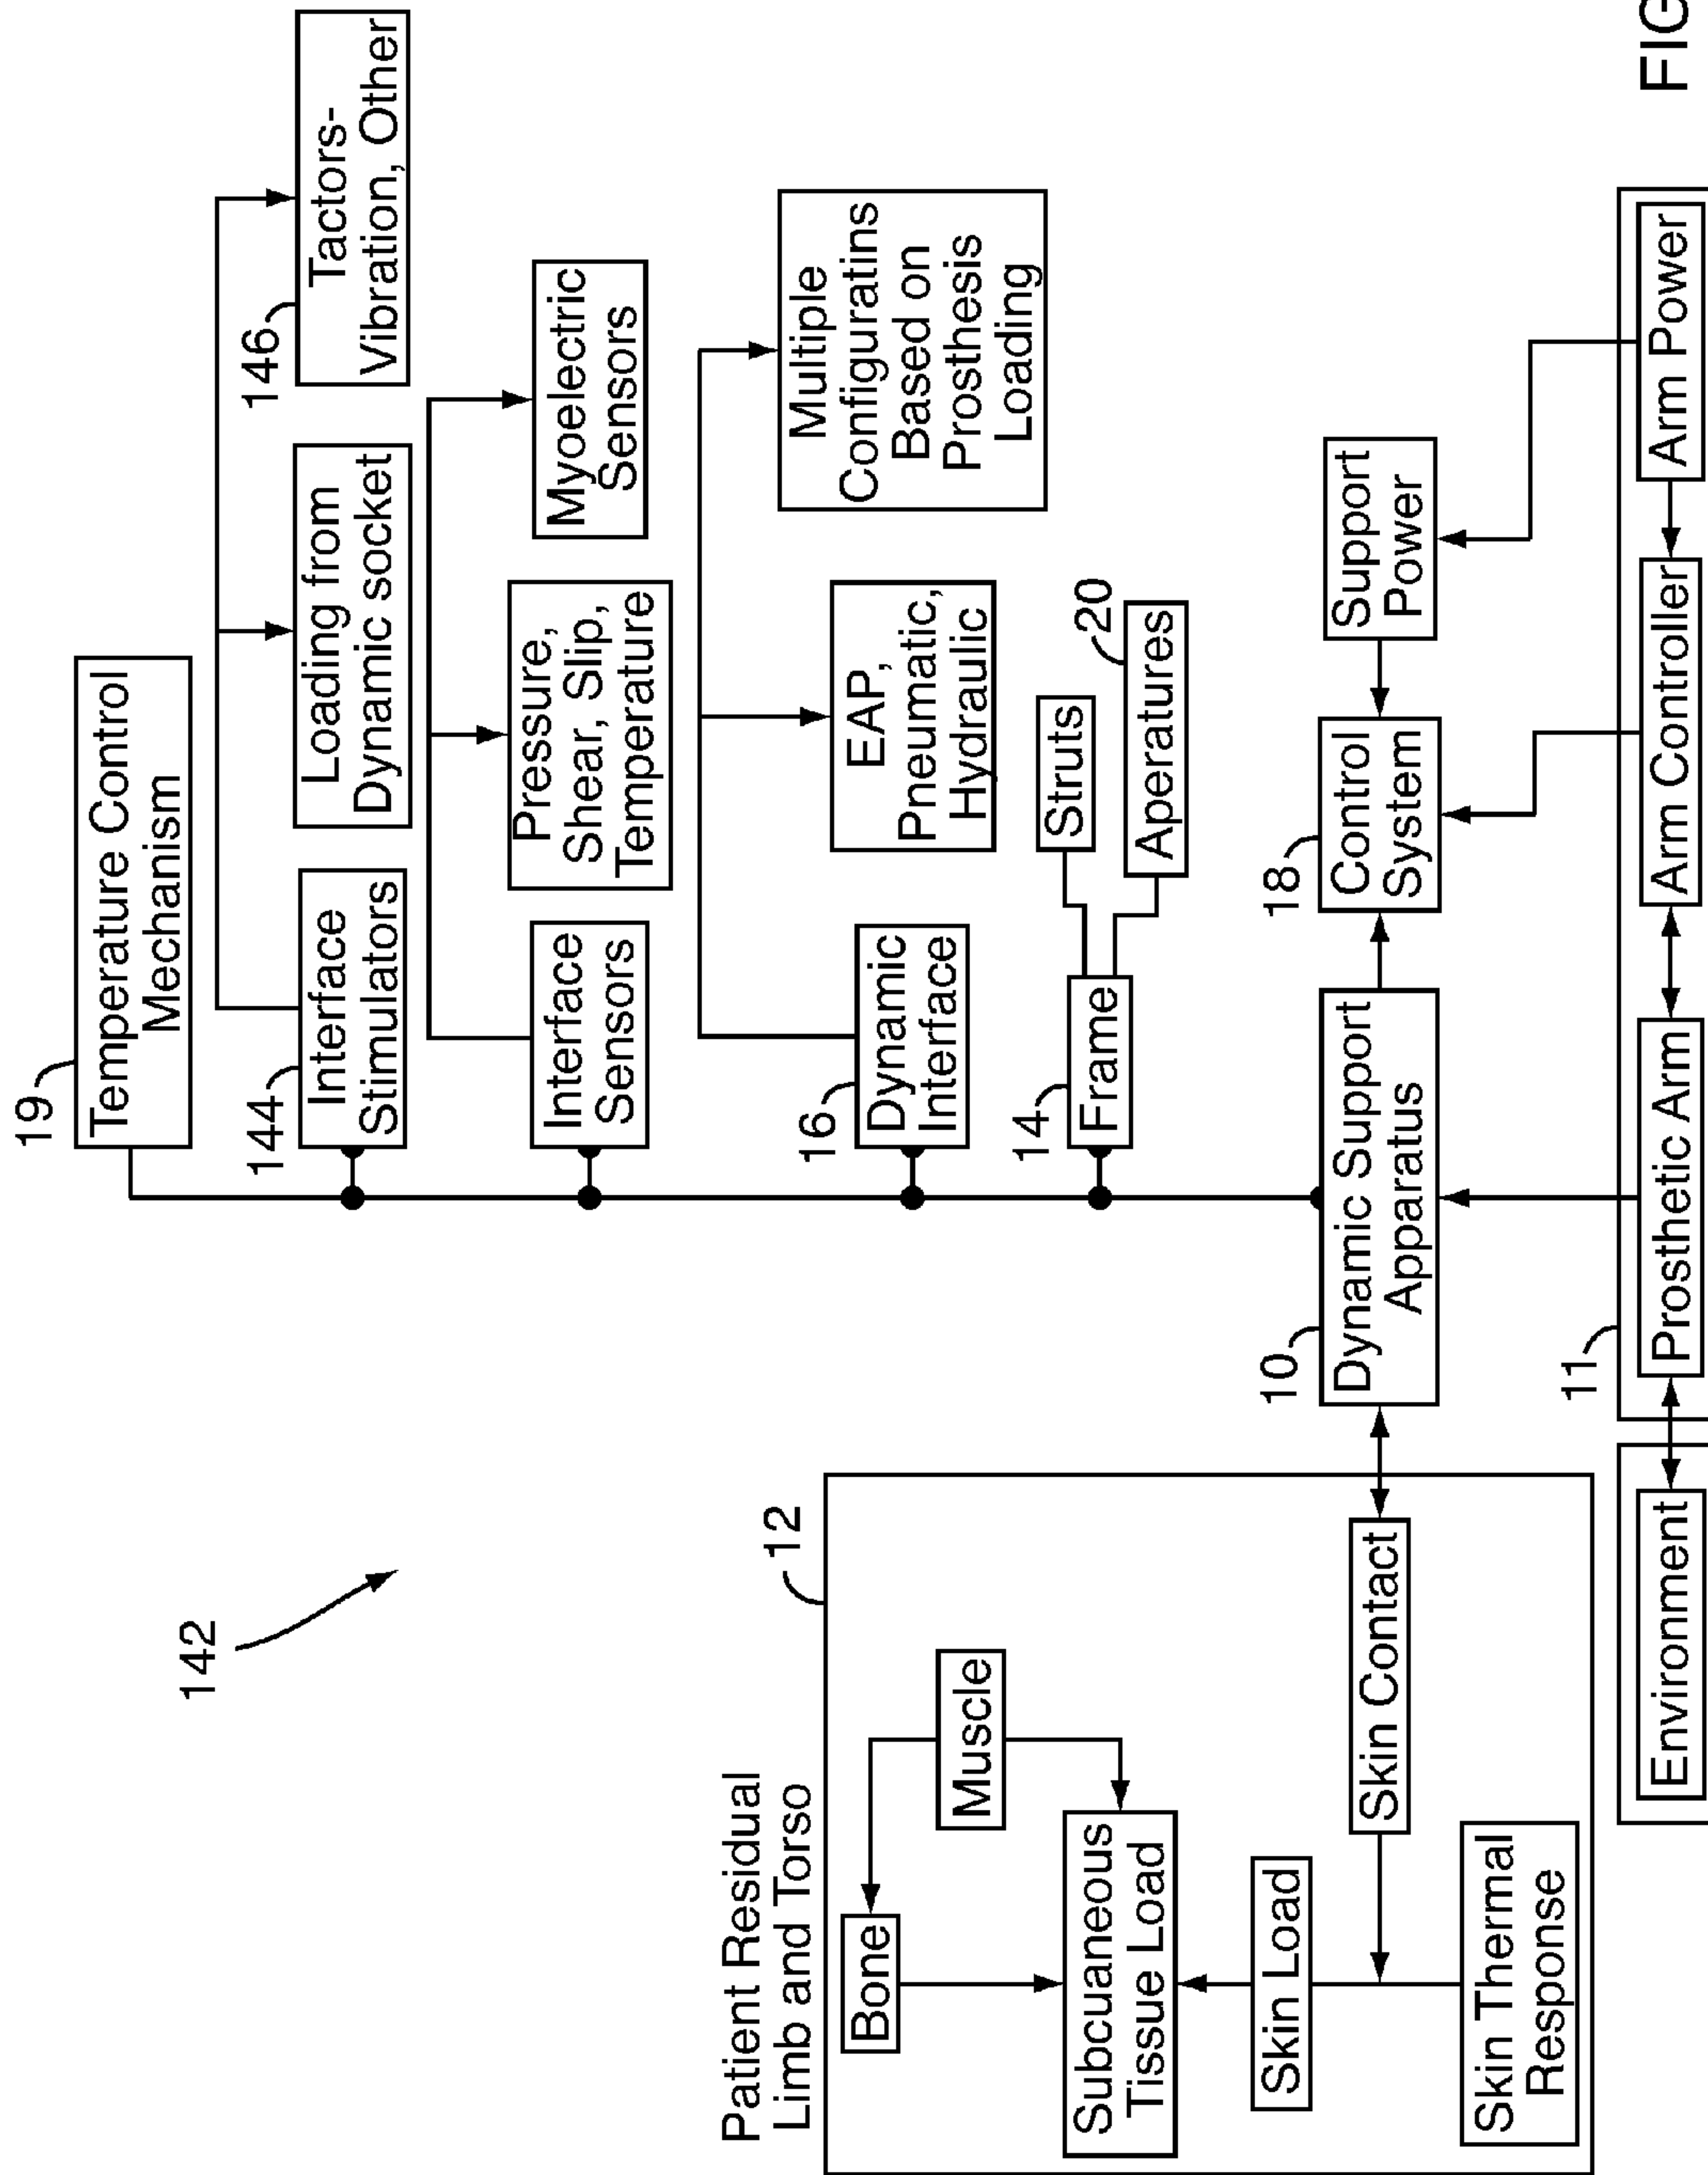 19
Temperature Control
Mechanism
144
Interface
Stimulators
Loading from
Dynamic socket
146
Tactors-
Vibration, Other
Interface
Sensors
Pressure,
Shear, Slip,
Temperature
Myoelectric
Sensors
16
Dynamic
Interface
EAP,
Pneumatic,
Hydraulic
Multiple
Configuratins
Based on
Prosthesis
Loading
14
Frame
Struts
20
Aperatures
142
Patient Residual
Limb and Torso
12
Bone
Muscle
Subcuaneous
Tissue Load
Skin Load
Skin Contact
Skin Thermal
Response
10
Dynamic Support
Apparatus
18
Control
System
Support
Power
11
Environment
Prosthetic Arm
Arm Controller
Arm Power
FIG